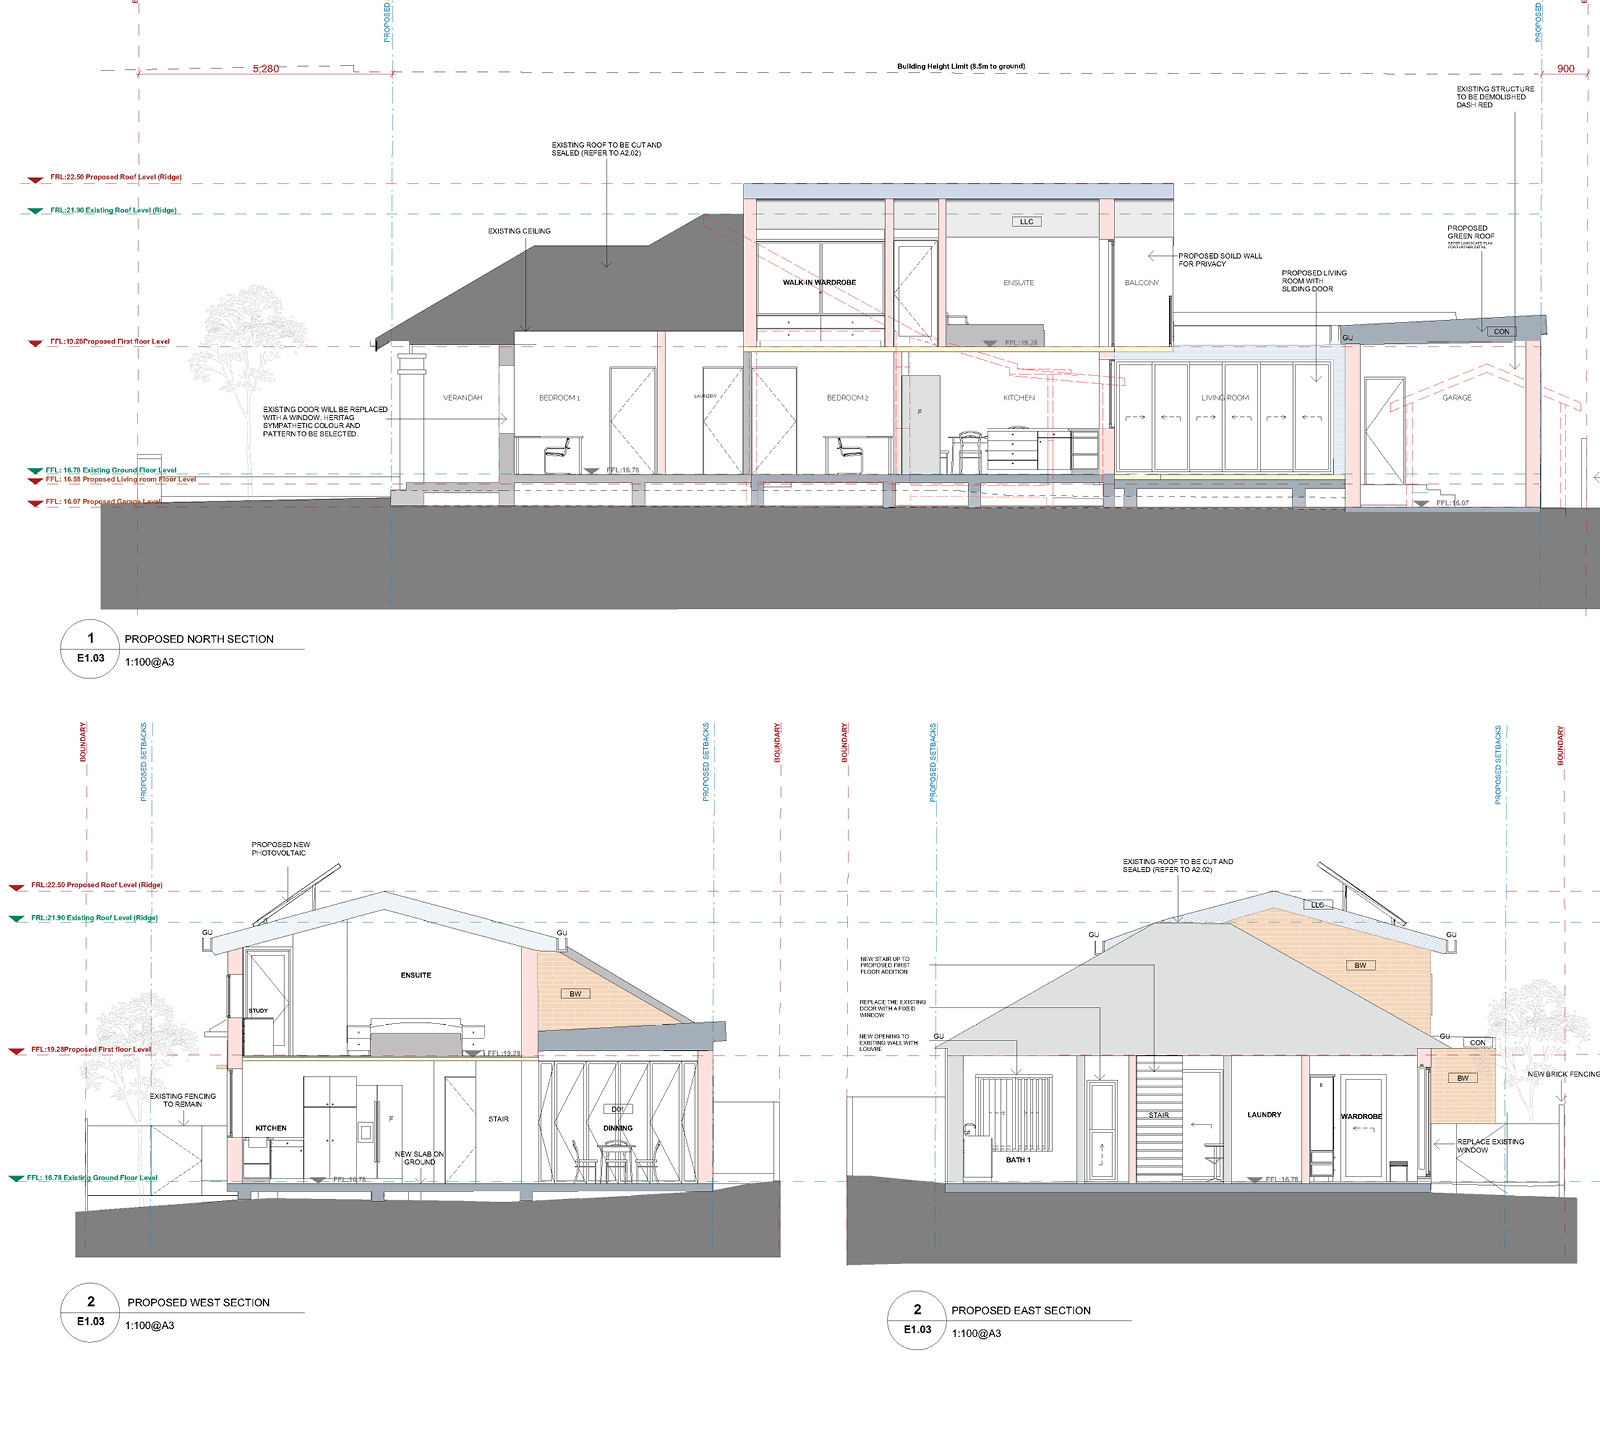 PROPOSED
PROPOSED
5,280
Building Height Limit (8.5m to ground)
900
EXISTING STRUCTURE
TO BE DEMOLISHED
DASH RED
EXISTING ROOF TO BE CUT AND
SEALED (REFER TO A2.02)
FRL:22.50 Proposed Roof Level (Ridge)
FRL:21.90 Existing Roof Level (Ridge)
EXISTING CEILING
LLC
PROPOSED
GREEN ROOF
REFER LANDSCAPE PLAN
FOR FURTHER DETAIL
PROPOSED SOILD WALL
FOR PRIVACY
PROPOSED LIVING
ROOM WITH
SLIDING DOOR
WALK-IN WARDROBE
ENSUITE
BALCONY
CON
GU
FFL:19.28Proposed First floor Level
FFL:19.28
VERANDAH
BEDROOM 1
LAUNDRY
BEDROOM 2
F
KITCHEN
LIVING ROOM
GARAGE
EXISTING DOOR WILL BE REPLACED
WITH A WINDOW. HERITAG
SYMPATHETIC COLOUR AND
PATTERN TO BE SELECTED.
FFL: 16.78 Existing Ground Floor Level
FFL:16.78
FFL: 16.58 Proposed Living room Floor Level
FFL: 16.07 Proposed Garage Level
FFL:16.07
1
E1.03
PROPOSED NORTH SECTION
1:100@A3
BOUNDARY
PROPOSED SETBACKS
PROPOSED SETBACKS
BOUNDARY
PROPOSED NEW
PHOTOVOLTAIC
FRL:22.50 Proposed Roof Level (Ridge)
FRL:21.90 Existing Roof Level (Ridge)
GU
GU
ENSUITE
BW
STUDY
FFL:19.28Proposed First floor Level
FFL:19.28
EXISTING FENCING
TO REMAIN
KITCHEN
F
STAIR
D01
DINNING
NEW SLAB ON
GROUND
FFL: 16.78 Existing Ground Floor Level
FFL:16.78
2
E1.03
PROPOSED WEST SECTION
1:100@A3
BOUNDARY
PROPOSED SETBACKS
PROPOSED SETBACKS
BOUNDARY
EXISTING ROOF TO BE CUT AND
SEALED (REFER TO A2.02)
LLC
GU
GU
NEW STAIR UP TO
PROPOSED FIRST
FLOOR ADDITION
BW
REPLACE THE EXISTING
DOOR WITH A FIXED
WINDOW
NEW OPENING TO
EXISTING WALL WITH
LOUVRE
GU
GU
CON
BW
NEW BRICK FENCING
STAIR
LAUNDRY
WARDROBE
BATH 1
REPLACE EXISTING
WINDOW
FFL:16.78
2
E1.03
PROPOSED EAST SECTION
1:100@A3